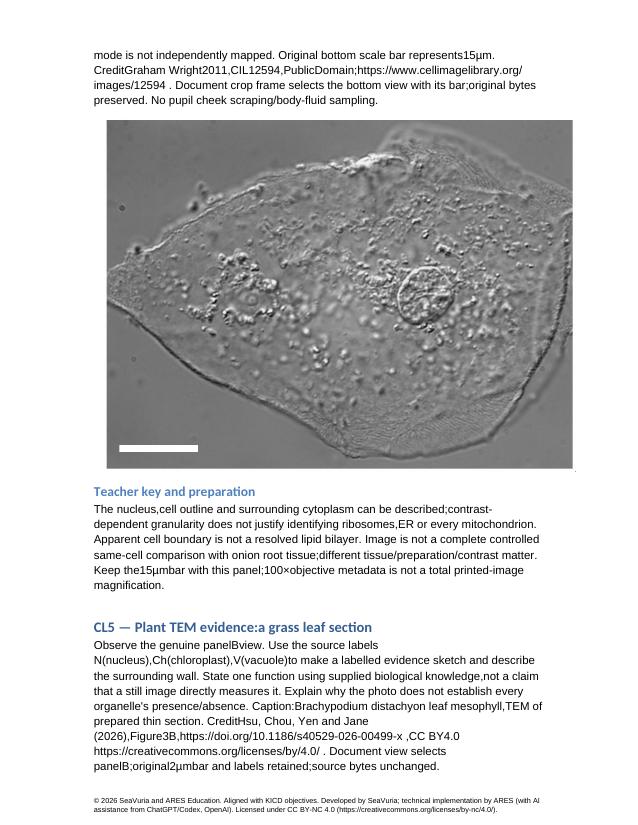 mode is not independently mapped. Original bottom scale bar represents15µm.
CreditGraham Wright2011,CIL12594,PublicDomain;https://www.cellimagelibrary.org/
images/12594 . Document crop frame selects the bottom view with its bar;original bytes
preserved. No pupil cheek scraping/body-fluid sampling.
Teacher key and preparation
The nucleus,cell outline and surrounding cytoplasm can be described;contrast-
dependent granularity does not justify identifying ribosomes,ER or every mitochondrion.
Apparent cell boundary is not a resolved lipid bilayer. Image is not a complete controlled
same-cell comparison with onion root tissue;different tissue/preparation/contrast matter.
Keep the15µmbar with this panel;100×objective metadata is not a total printed-image
magnification.
CL5 — Plant TEM evidence:a grass leaf section
Observe the genuine panelBview. Use the source labels
N(nucleus),Ch(chloroplast),V(vacuole)to make a labelled evidence sketch and describe
the surrounding wall. State one function using supplied biological knowledge,not a claim
that a still image directly measures it. Explain why the photo does not establish every
organelle's presence/absence. Caption:Brachypodium distachyon leaf mesophyll,TEM of
prepared thin section. CreditHsu, Chou, Yen and Jane
(2026),Figure3B,https://doi.org/10.1186/s40529-026-00499-x ,CC BY4.0
https://creativecommons.org/licenses/by/4.0/ . Document view selects
panelB;original2µmbar and labels retained;source bytes unchanged.
© 2026 SeaVuria and ARES Education. Aligned with KICD objectives. Developed by SeaVuria; technical implementation by ARES (with AI
assistance from ChatGPT/Codex, OpenAI). Licensed under CC BY-NC 4.0 (https://creativecommons.org/licenses/by-nc/4.0/).